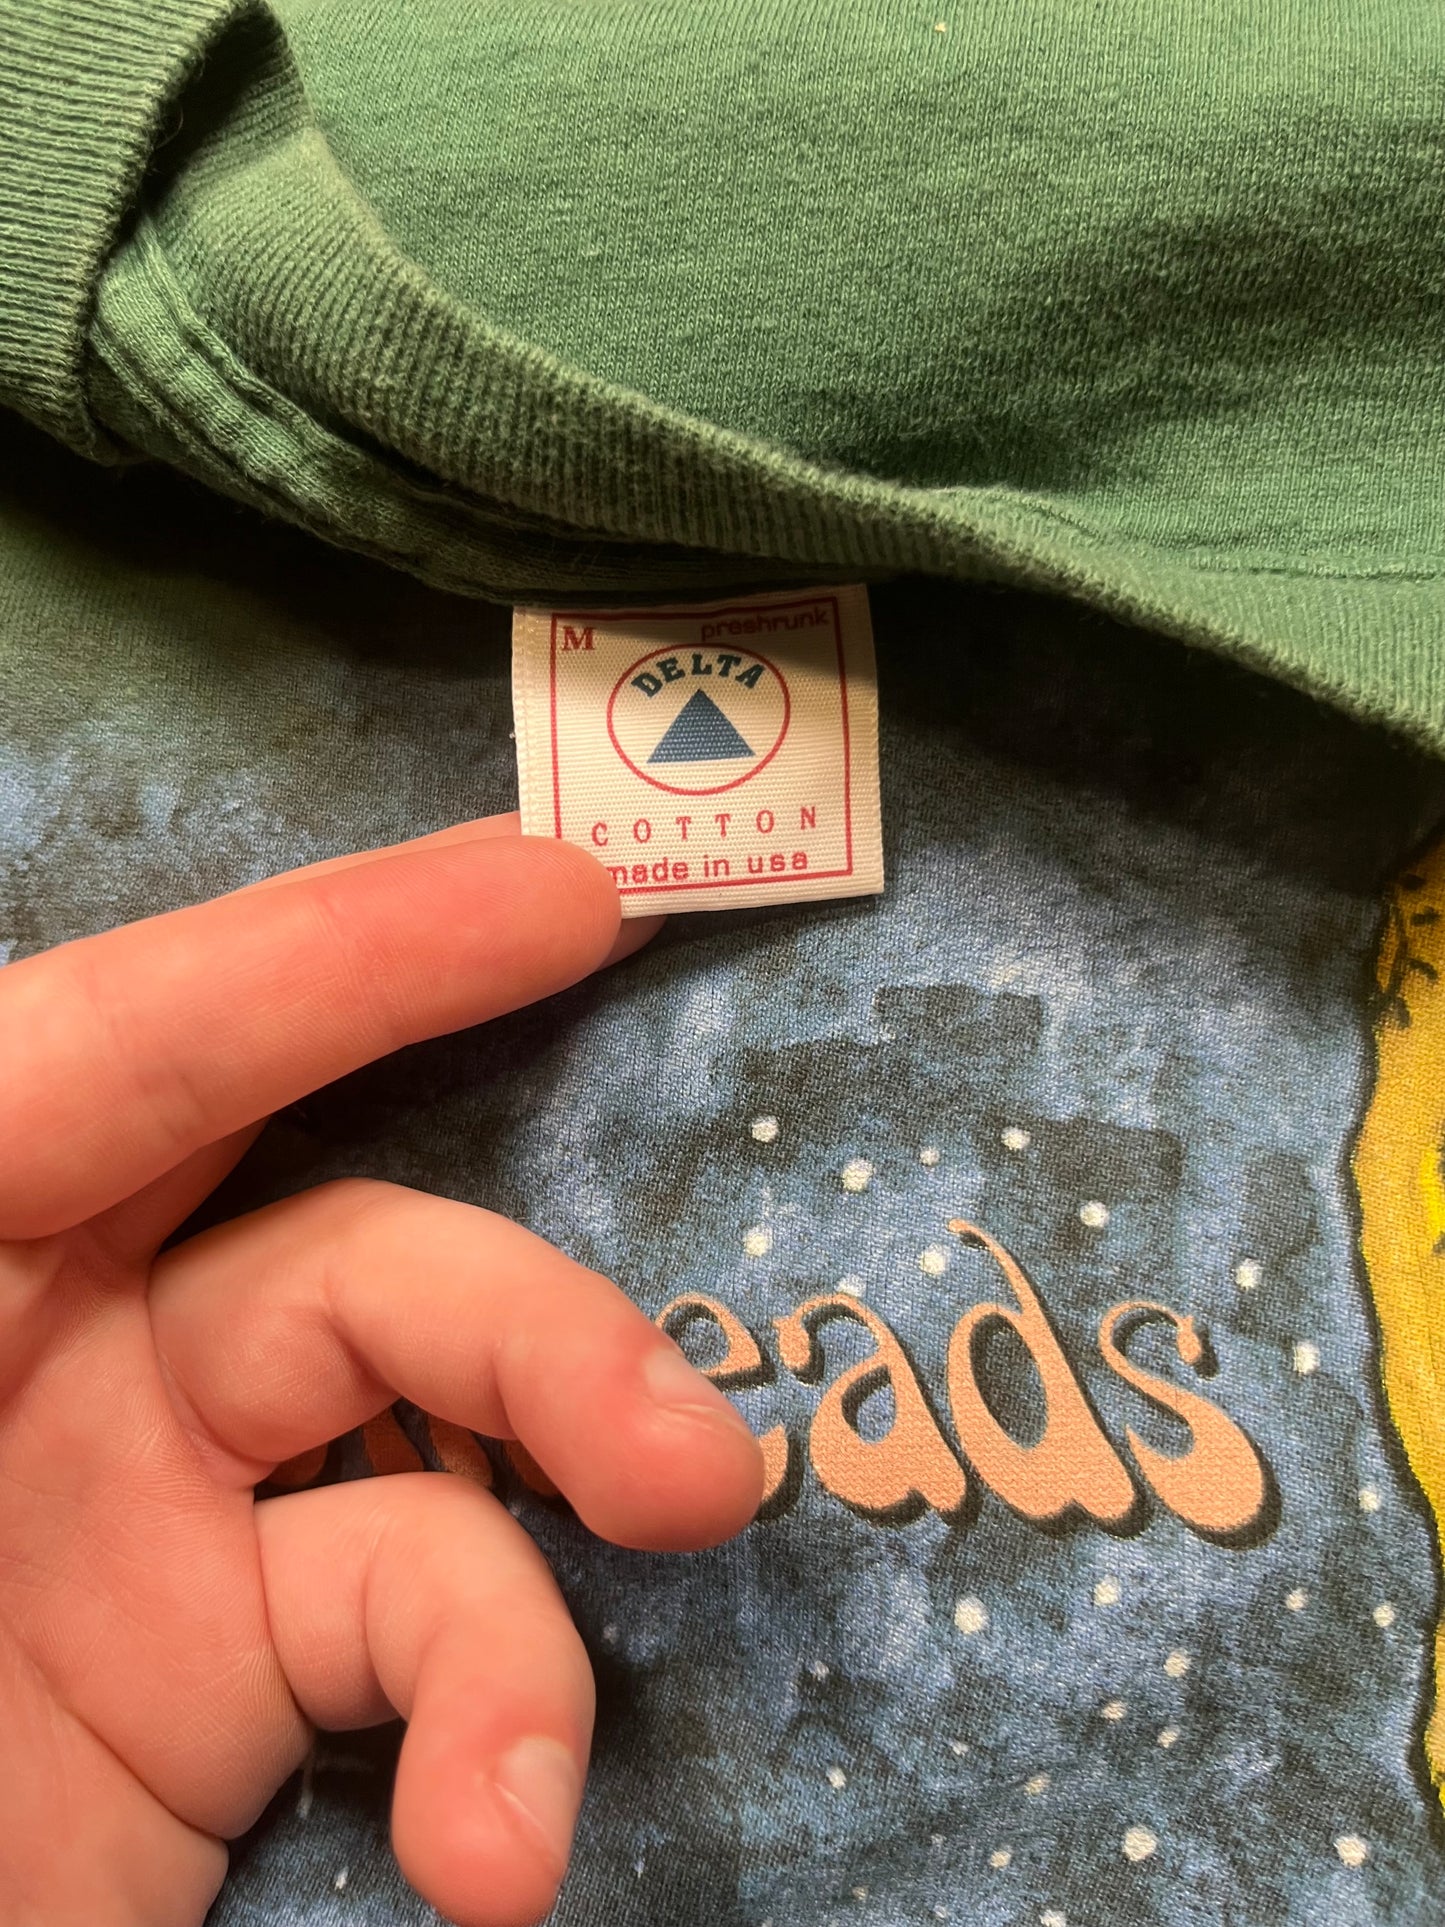 M preshrunk
DELTA
COTTON
made in usa
eads